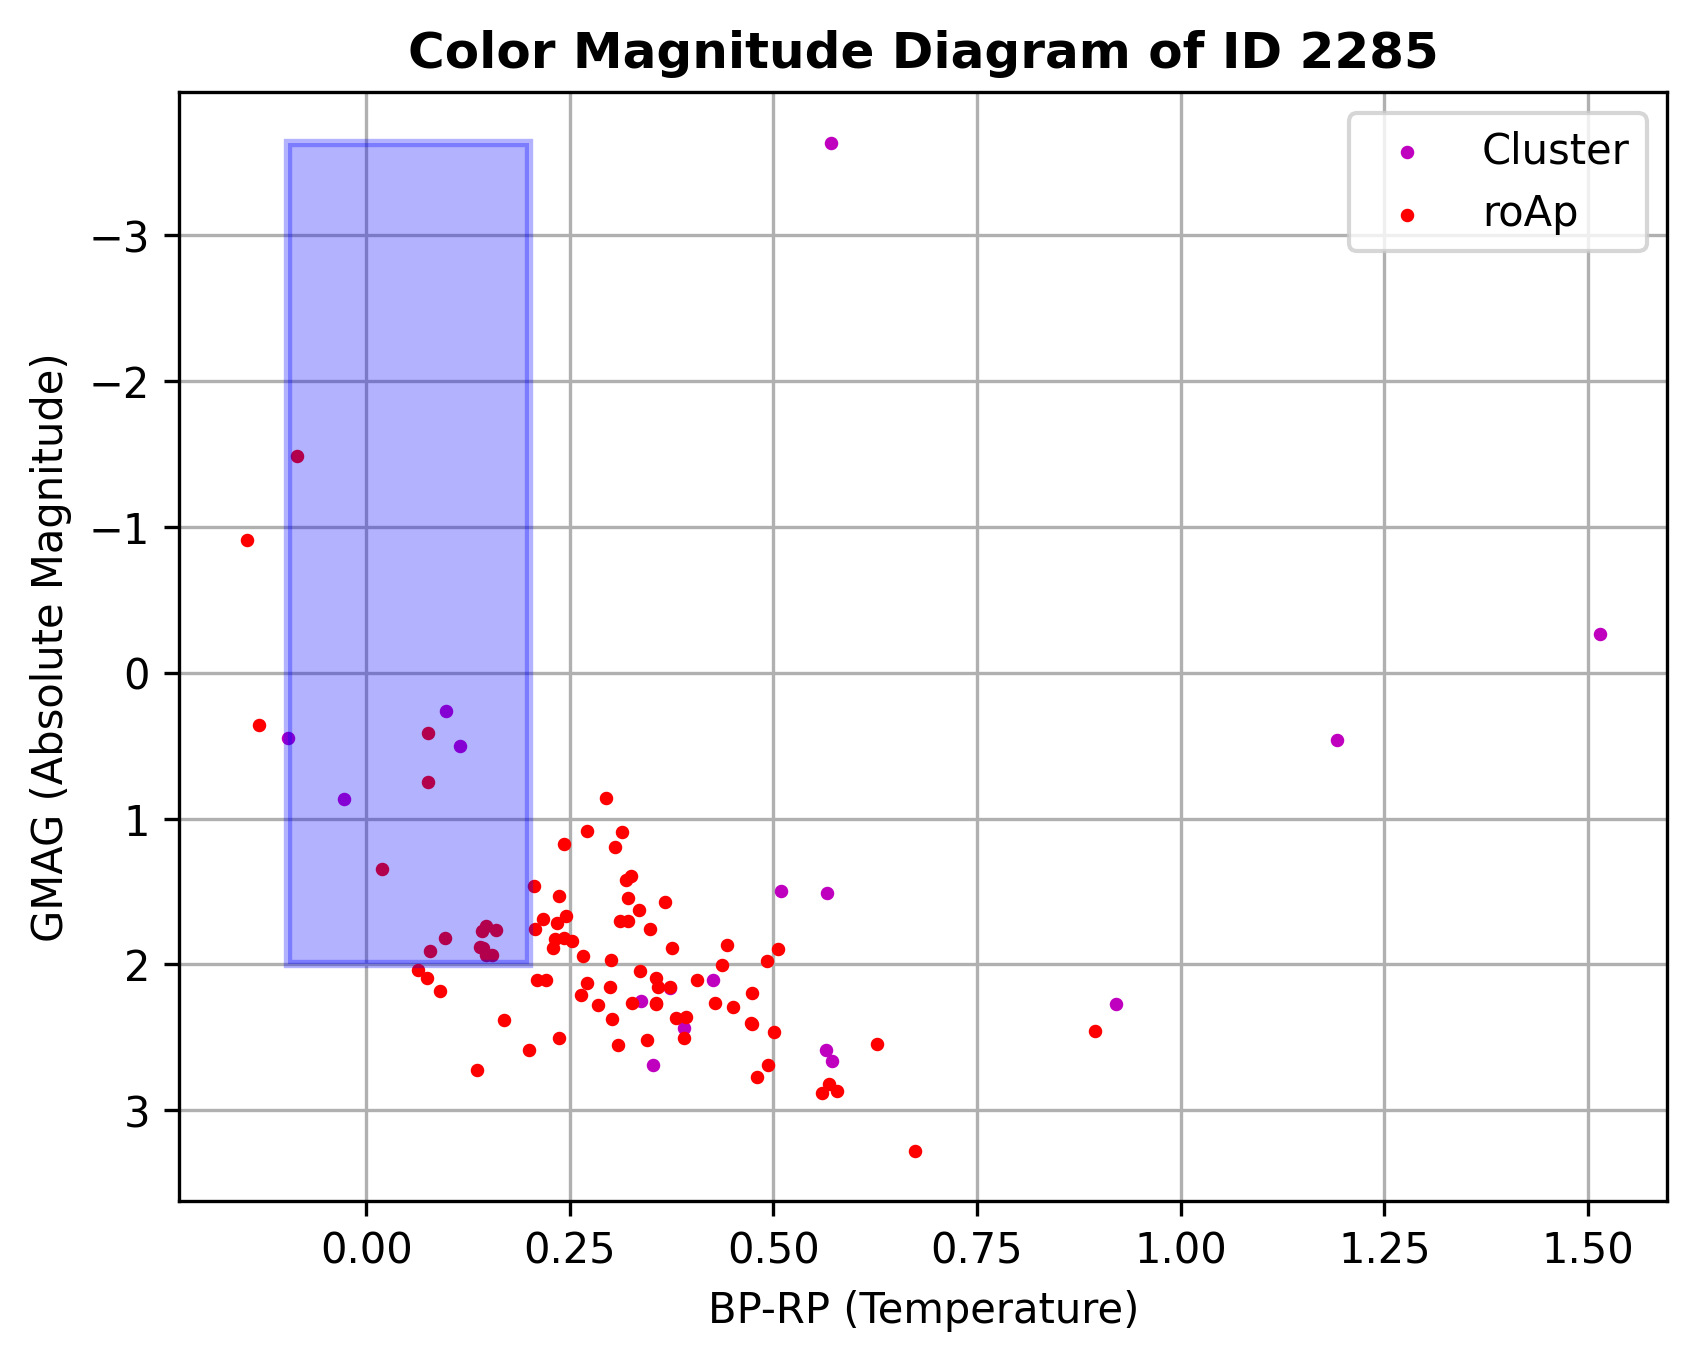 Color Magnitude Diagram of ID 2285
Cluster
roAp
GMAG (Absolute Magnitude)
−3
−2
−1
0
1
2
3
0.00 0.25 0.50 0.75 1.00 1.25 1.50
BP-RP (Temperature)